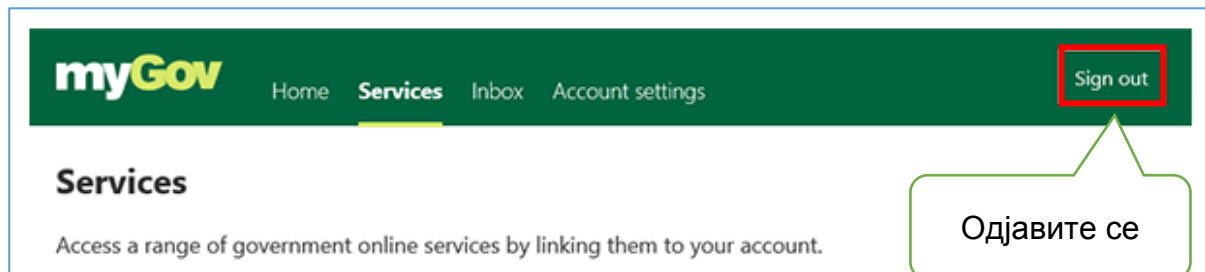 myGov Home Services Inbox Account settings Sign out
Services
Access a range of government online services by linking them to your account.
Одјавите се